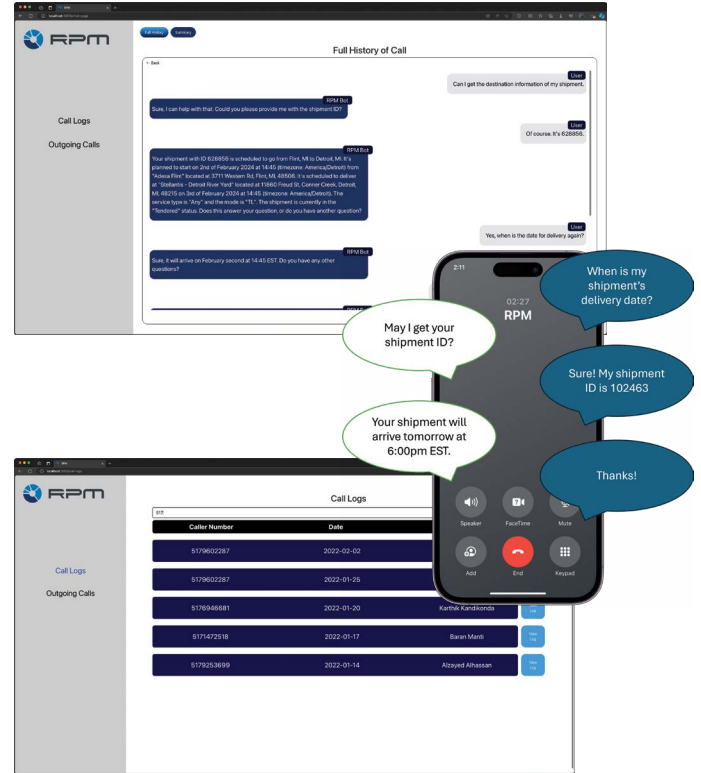 RPM
Full History
Summary
Full History of Call
← Back
User
Can I get the destination information of my shipment.
RPM Bot
Sure, I can help with that. Could you please provide me with the shipment ID?
User
Of course. It's 628856.
RPM Bot
Your shipment with ID 628856 is scheduled to go from Flint, MI to Detroit, MI. It's
planned to start on 2nd of February 2024 at 14:45 (timezone: America/Detroit) from
"Adesa Flint" located at 3711 Western Rd, Flint, MI, 48506. It's scheduled to deliver
at "Stellantis - Detroit River Yard" located at 11860 Freud St, Conner Creek, Detroit,
MI, 48215 on 3rd of February 2024 at 14:45 (timezone: America/Detroit). The
service type is "Any" and the mode is "TL". The shipment is currently in the
"Tendered" status. Does this answer your question, or do you have another question?
User
Yes, when is the date for delivery again?
RPM Bot
Sure, it will arrive on February second at 14:45 EST. Do you have any other
questions?
Call Logs
Outgoing Calls
2:11
02:27
RPM
When is my
shipment's
delivery date?
May I get your
shipment ID?
Sure! My shipment
ID is 102463
Your shipment will
arrive tomorrow at
6:00pm EST.
Thanks!
Speaker
FaceTime
Mute
Add
End
Keypad
RPM
Call Logs
Outgoing Calls
Call Logs
517
Caller Number
Date
5179602287
2022-02-02
5179602287
2022-01-25
5176946681
2022-01-20
Karthik Kandikonda
5171472518
2022-01-17
Baran Manti
View
Log
5179253699
2022-01-14
Alzayed Alhassan
View
Log